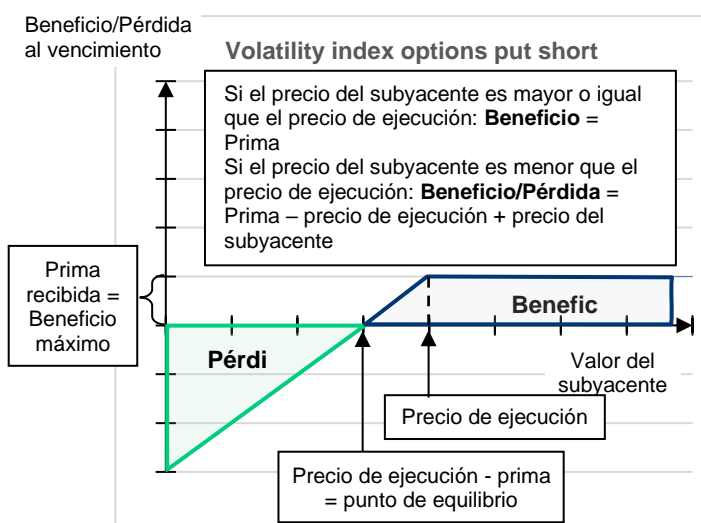 Beneficio/Pérdida
al vencimiento
Volatility index options put short
Si el precio del subyacente es mayor o igual
que el precio de ejecución: Beneficio =
Prima
Si el precio del subyacente es menor que el
precio de ejecución: Beneficio/Pérdida =
Prima – precio de ejecución + precio del
subyacente
Prima
recibida =
Beneficio
máximo
Benefic
Pérdi
Valor del
subyacente
Precio de ejecución
Precio de ejecución - prima
= punto de equilibrio